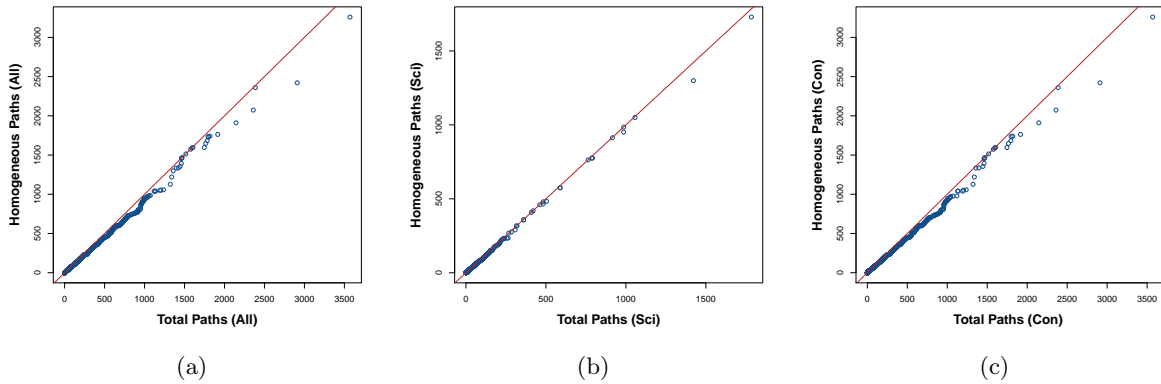 Homogeneous Paths (All)
3000
2500
2000
1500
1000
500
0
0 500 1000 1500 2000 2500 3000 3500
Total Paths (All)
(a)
Homogeneous Paths (Sci)
1500
1000
500
0
0 500 1000 1500
Total Paths (Sci)
(b)
Homogeneous Paths (Con)
3000
2500
2000
1500
1000
500
0
0 500 1000 1500 2000 2500 3000 3500
Total Paths (Con)
(c)